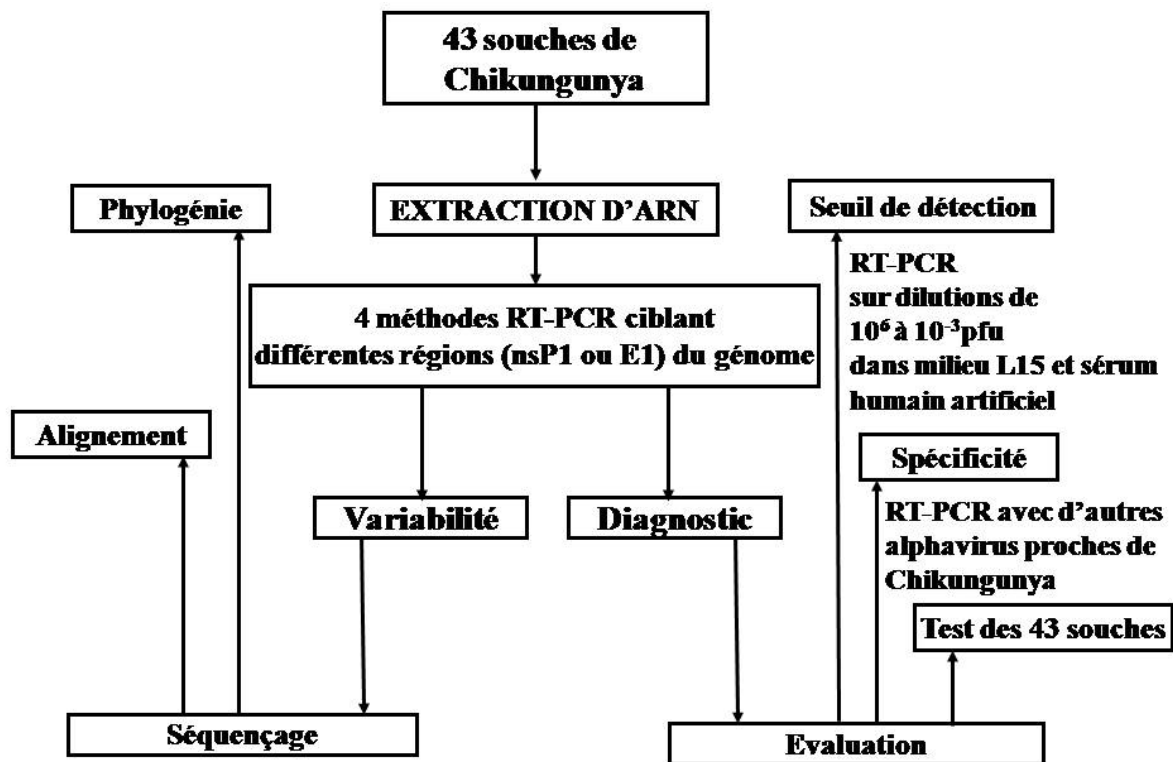 43 souches de
Chikungunya
Phylogénie
EXTRACTION D’ARN
Seuil de détection
RT-PCR
sur dilutions de
10⁶ à 10⁻³pfu
dans milieu L15 et sérum
humain artificiel
4 méthodes RT-PCR ciblant
différentes régions (nsP1 ou E1) du génome
Alignement
Spécificité
Variabilité
Diagnostic
RT-PCR avec d’autres
alphavirus proches de
Chikungunya
Test des 43 souches
Séquençage
Evaluation